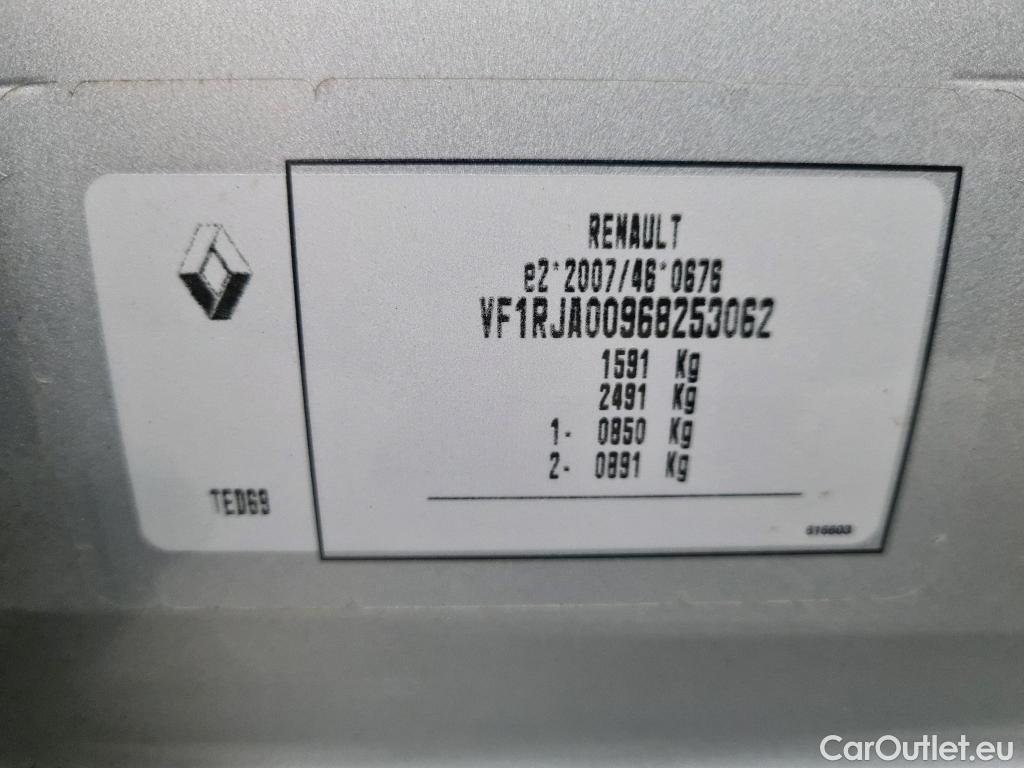 RENAULT
e2*2007/46*0676
VF1RJA00968253062
1591 Kg
2491 Kg
1- 0850 Kg
2- 0891 Kg
TED69
516603
CarOutlet.eu